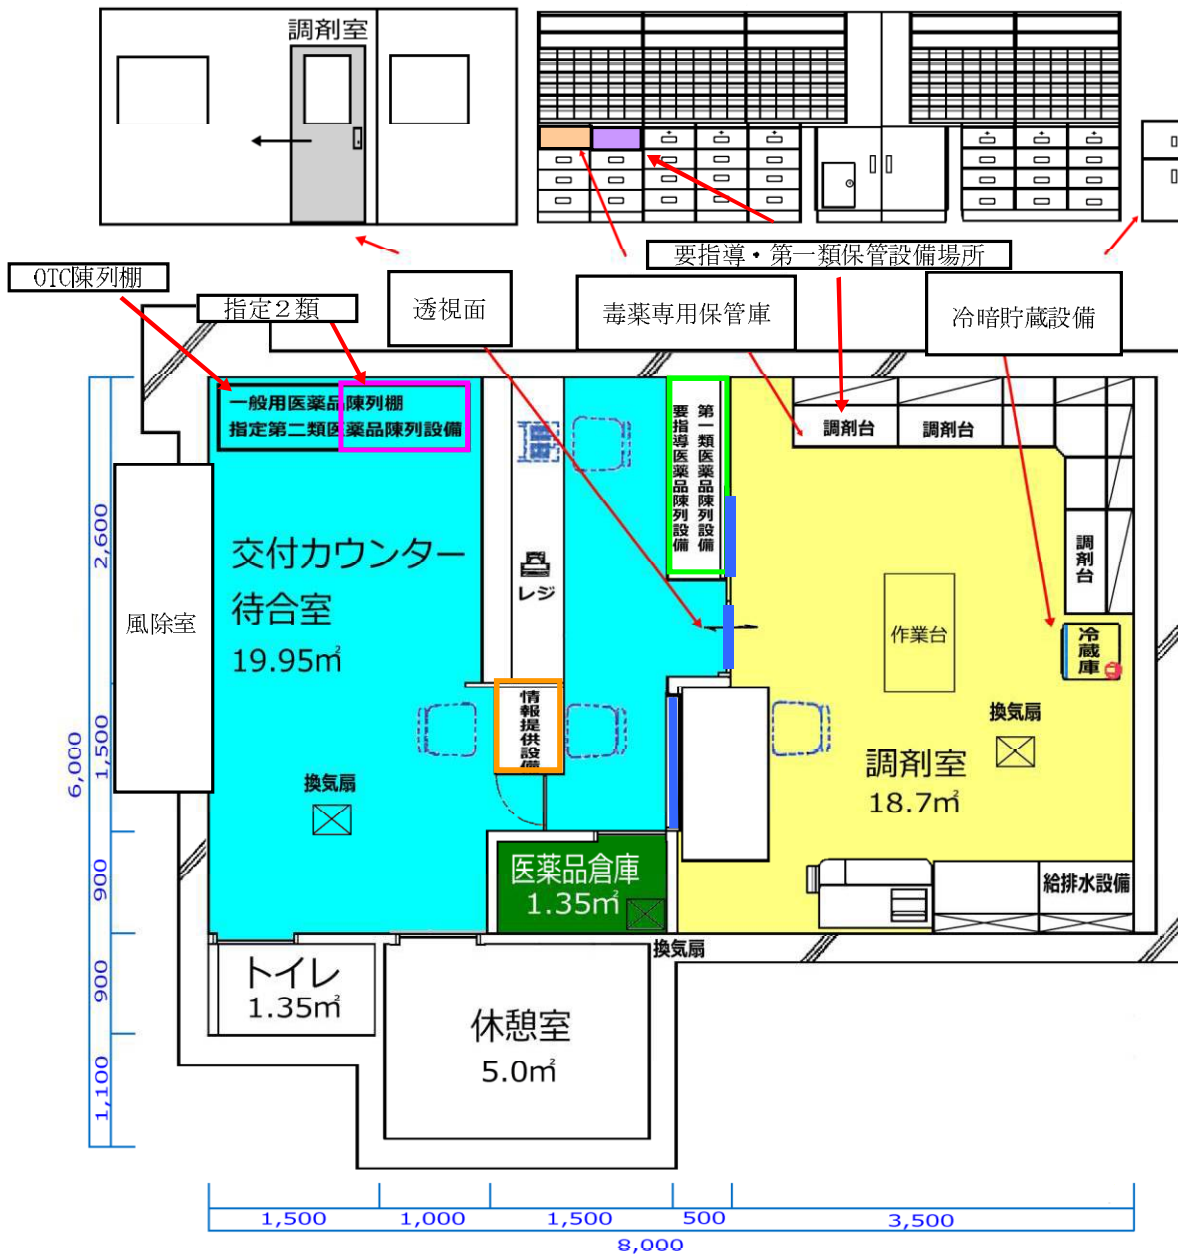 調剤室
要指導・第一類保管設備場所
OTC陳列棚
指定２類
透視面
毒薬専用保管庫
冷暗貯蔵設備
一般用医薬品陳列棚
指定第二類医薬品陳列設備
第一類医薬品陳列設備
要指導医薬品陳列設備
調剤台
調剤台
調剤台
交付カウンター
待合室
19.95㎡
レジ
風除室
作業台
冷蔵庫
情報提供設備
換気扇
換気扇
調剤室
18.7㎡
医薬品倉庫
1.35㎡
給排水設備
換気扇
トイレ
1.35㎡
休憩室
5.0㎡
2,600
1,500
6,000
900
900
1,100
1,500
1,000
1,500
500
3,500
8,000